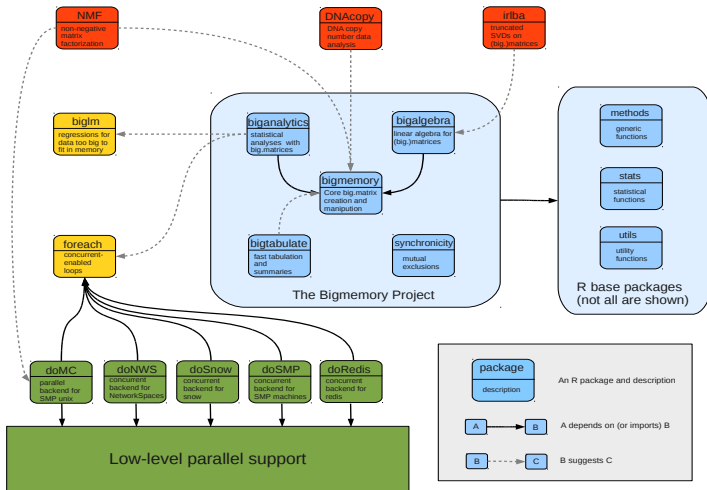 NMF
non-negative
matrix
factorization
DNAcopy
DNA copy
number data
analysis
irlba
truncated
SVDs on
(big.)matrices
biglm
regressions for
data too big to
fit in memory
biganalytics
statistical
analyses with
big.matrices
bigalgebra
linear algebra for
(big.)matrices
bigmemory
Core big.matrix
creation and
manipution
bigtabulate
fast tabulation
and
summaries
synchronicity
mutual
exclusions
The Bigmemory Project
methods
generic
functions
stats
statistical
functions
utils
utility
functions
R base packages
(not all are shown)
foreach
concurrent-
enabled
loops
doMC
parallel
backend for
SMP unix
doNWS
concurrent
backend for
NetworkSpaces
doSnow
concurrent
backend for
snow
doSMP
concurrent
backend for
SMP machines
doRedis
concurrent
backend for
redis
Low-level parallel support
package
description
An R package and description
A
B
A depends on (or imports) B
B
C
B suggests C